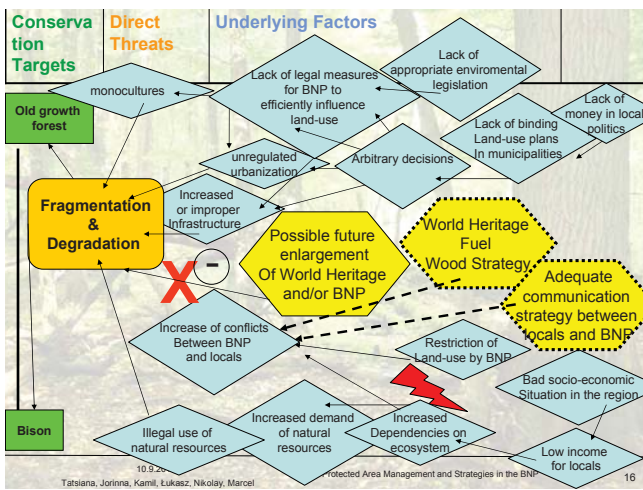 Conserva
tion
Targets
Direct
Threats
Underlying Factors
monocultures
Lack of legal measures
for BNP to
efficiently influence
land-use
Lack of
appropriate enviromental
legislation
Old growth
forest
Lack of
money in local
politics
Lack of binding
Land-use plans
In municipalities
unregulated
urbanization
Arbitrary decisions
Fragmentation
&
Degradation
Increased
or improper
Infrastructure
Possible future
enlargement
Of World Heritage
and/or BNP
World Heritage
Fuel
Wood Strategy
X
-
Adequate
communication
strategy between
locals and BNP
Increase of conflicts
Between BNP
and locals
Restriction of
Land-use by BNP
Bad socio-economic
Situation in the region
Bison
Illegal use of
natural resources
Increased demand
of natural
resources
Increased
Dependencies on
ecosystem
Low income
for locals
10.9.20
Protected Area Management and Strategies in the BNP
16
Tatsiana, Jorinna, Kamil, Łukasz, Nikolay, Marcel